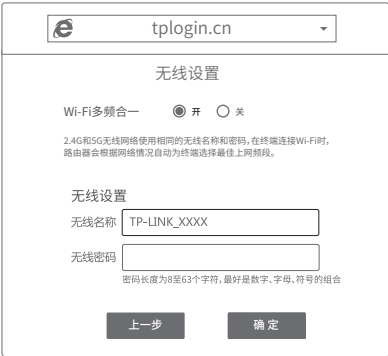 tplogin.cn
无线设置
Wi-Fi多频合一 开 关
2.4G和5G无线网络使用相同的无线名称和密码,在终端连接Wi-Fi时,
路由器会根据网络情况自动为终端选择最佳上网频段。
无线设置
无线名称 TP-LINK_XXXX
无线密码
密码长度为8至63个字符,最好是数字、字母、符号的组合
上一步 确定